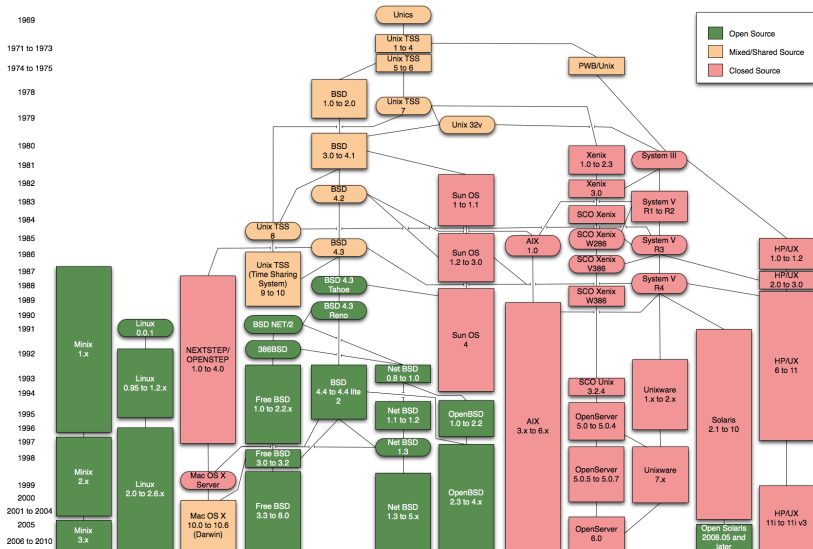 1969
Unics
Open Source
Mixed/Shared Source
Closed Source
1971 to 1973
Unix TSS
1 to 4
1974 to 1975
Unix TSS
5 to 6
PWB/Unix
1978
BSD
1.0 to 2.0
Unix TSS
7
1979
Unix 32v
1980
BSD
3.0 to 4.1
Xenix
1.0 to 2.3
System III
1981
1982
Xenix
3.0
Sun OS
1 to 1.1
BSD
4.2
1983
System V
R1 to R2
SCO Xenix
1984
Unix TSS
8
SCO Xenix
W286
1985
BSD
4.3
AIX
1.0
System V
R3
Sun OS
1.2 to 3.0
HP/UX
1.0 to 1.2
1986
Unix TSS
(Time Sharing
System)
9 to 10
SCO Xenix
V386
1987
BSD 4.3
Tahoe
System V
R4
HP/UX
2.0 to 3.0
1988
SCO Xenix
W386
1989
BSD 4.3
Reno
1990
Linux
0.0.1
BSD NET/2
1991
Sun OS
4
Minix
1.x
386BSD
1992
NEXTSTEP/
OPENSTEP
1.0 to 4.0
HP/UX
6 to 11
1993
Linux
0.95 to 1.2.x
Net BSD
0.8 to 1.0
BSD
4.4 to 4.4 lite
2
SCO Unix
3.2.4
Unixware
1.x to 2.x
1994
Free BSD
1.0 to 2.2.x
1995
Net BSD
1.1 to 1.2
OpenBSD
1.0 to 2.2
OpenServer
5.0 to 5.0.4
AIX
3.x to 6.x
Solaris
2.1 to 10
1996
1997
Net BSD
1.3
1998
Free BSD
3.0 to 3.2
OpenServer
5.0.5 to 5.0.7
Unixware
7.x
Minix
2.x
1999
Mac OS X
Server
Linux
2.0 to 2.6.x
OpenBSD
2.3 to 4.x
2000
2001 to 2004
Mac OS X
10.0 to 10.6
(Darwin)
Free BSD
3.3 to 8.0
Net BSD
1.3 to 5.x
HP/UX
11i to 11i v3
2005
OpenServer
6.0
Open Solaris
2008.05 and
2006 to 2010
Minix
3.x